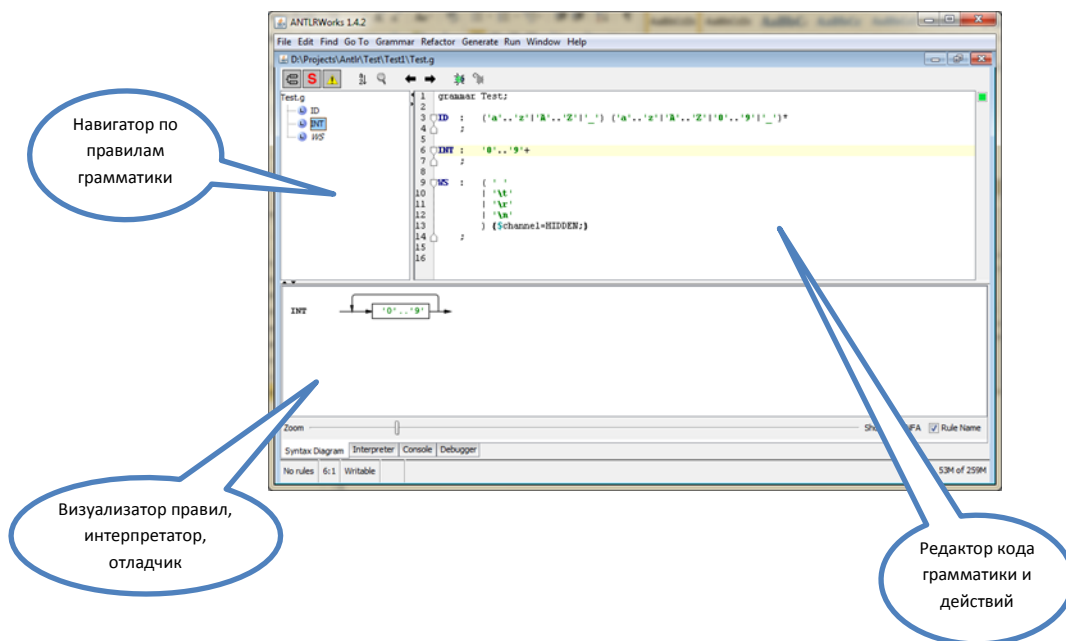 ANTLRWorks 1.4.2
File Edit Find Go To Grammar Refactor Generate Run Window Help
D:\Projects\Antlr\Test\Test1\Test.g
Test.g
ID
INT
WS
1 grammar Test;
2
3 ID : ('a'..'z'|'A'..'Z'|'_') ('a'..'z'|'A'..'Z'|'0'..'9'|'_')*
4 ;
5
6 INT : '0'..'9'+
7 ;
8
9 WS : ( ' '
10 | '\t'
11 | '\r'
12 | '\n'
13 ) {$channel=HIDDEN;}
14 ;
15
16
Навигатор по
правилам
грамматики
INT '0'..'9'
Zoom
NFA Rule Name
Syntax Diagram Interpreter Console Debugger
No rules 6:1 Writable 53M of 259M
Визуализатор правил,
интерпретатор,
отладчик
Редактор кода
грамматики и
действий